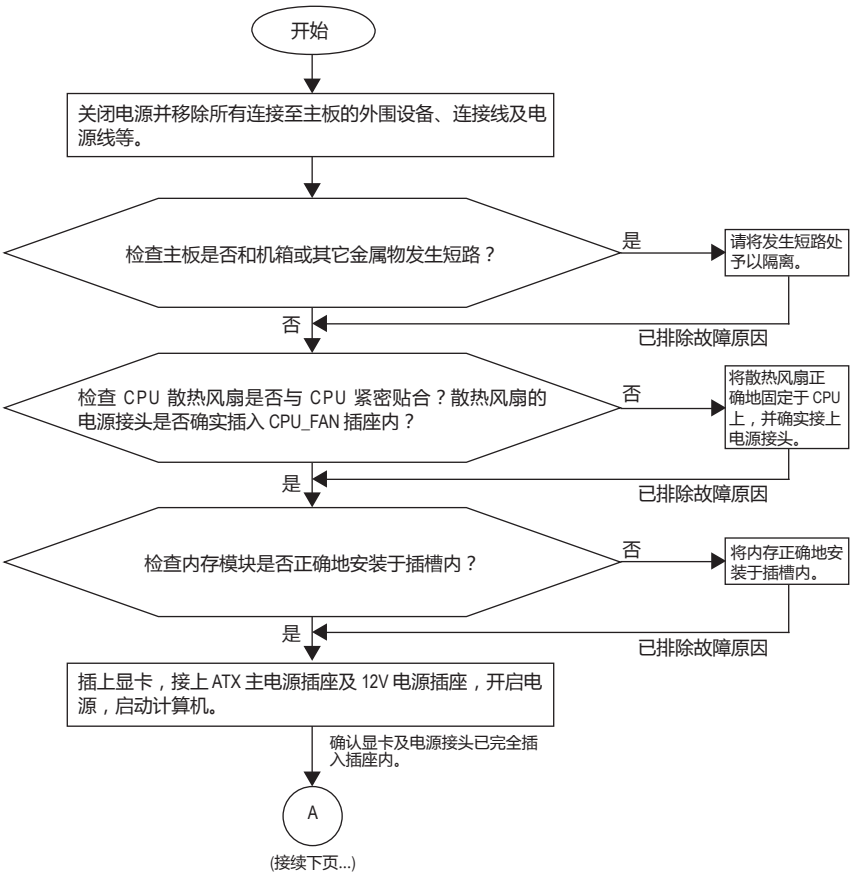 开始
关闭电源并移除所有连接至主板的外围设备、连接线及电
源线等。
检查主板是否和机箱或其它金属物发生短路？
是
请将发生短路处
予以隔离。
否
已排除故障原因
检查 CPU 散热风扇是否与 CPU 紧密贴合？散热风扇的
电源接头是否确实插入 CPU_FAN 插座内？
否
将散热风扇正
确地固定于 CPU
上，并确实接上
电源接头。
是
已排除故障原因
检查内存模块是否正确地安装于插槽内？
否
将内存正确地安
装于插槽内。
是
已排除故障原因
插上显卡，接上 ATX 主电源插座及 12V 电源插座，开启电
源，启动计算机。
确认显卡及电源接头已完全插
入插座内。
A
(接续下页...)